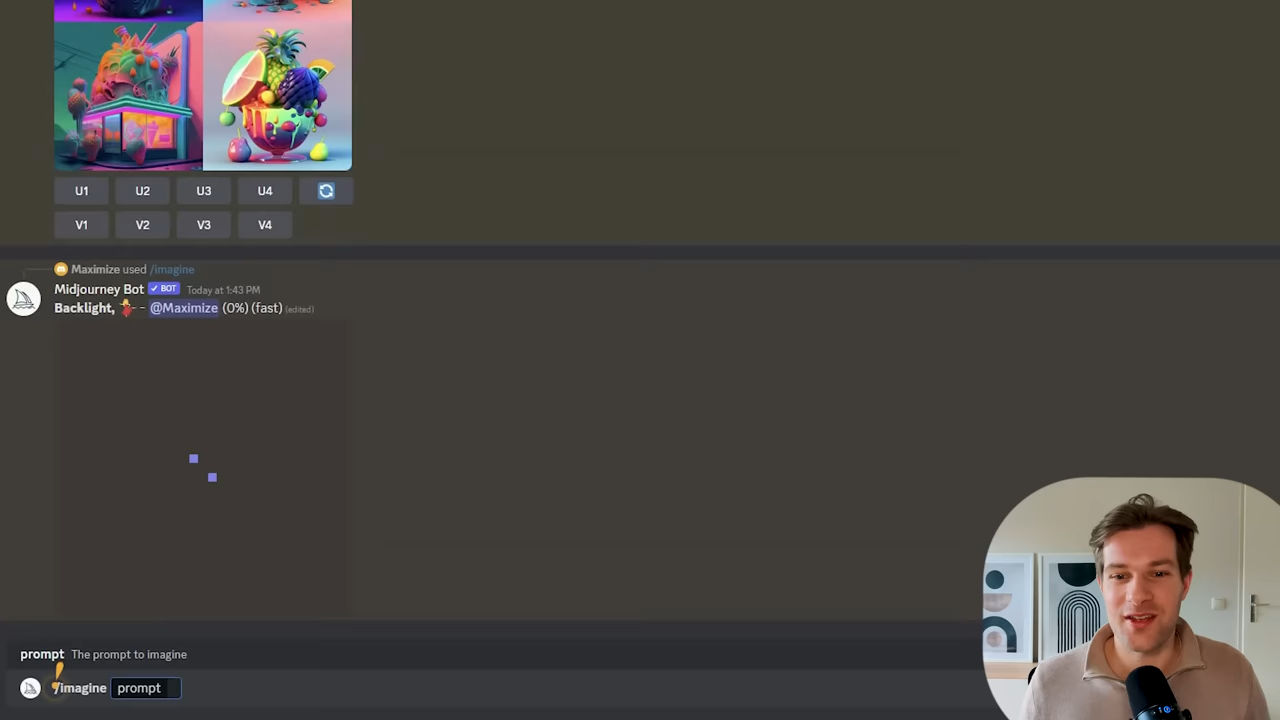 U1 U2 U3 U4
V1 V2 V3 V4
Maximize used /imagine
Midjourney Bot ✔ BOT Today at 1:43 PM
Backlight, 💃 - - @Maximize (0%) (fast) (edited)
prompt The prompt to imagine
/imagine prompt